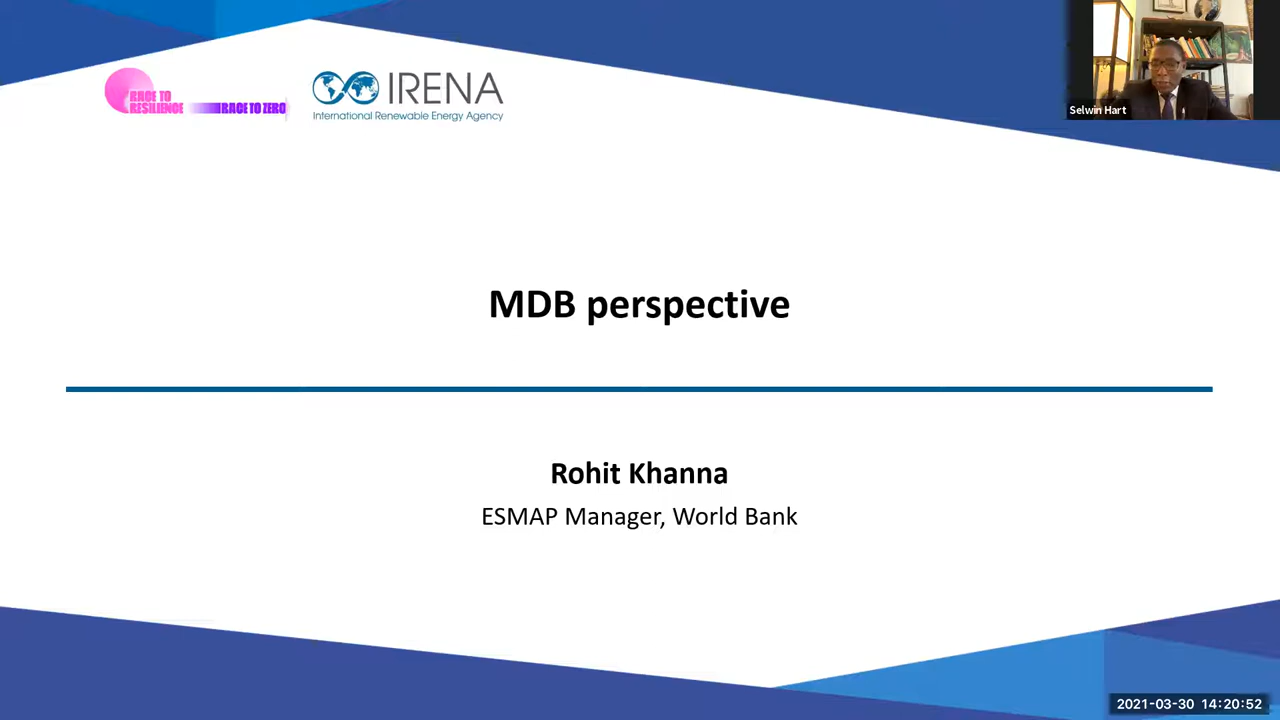 RACE TO
RESILIENCE
RACE TO ZERO
IRENA
International Renewable Energy Agency
Selwin Hart
MDB perspective
Rohit Khanna
ESMAP Manager, World Bank
2021-03-30 14:20:52